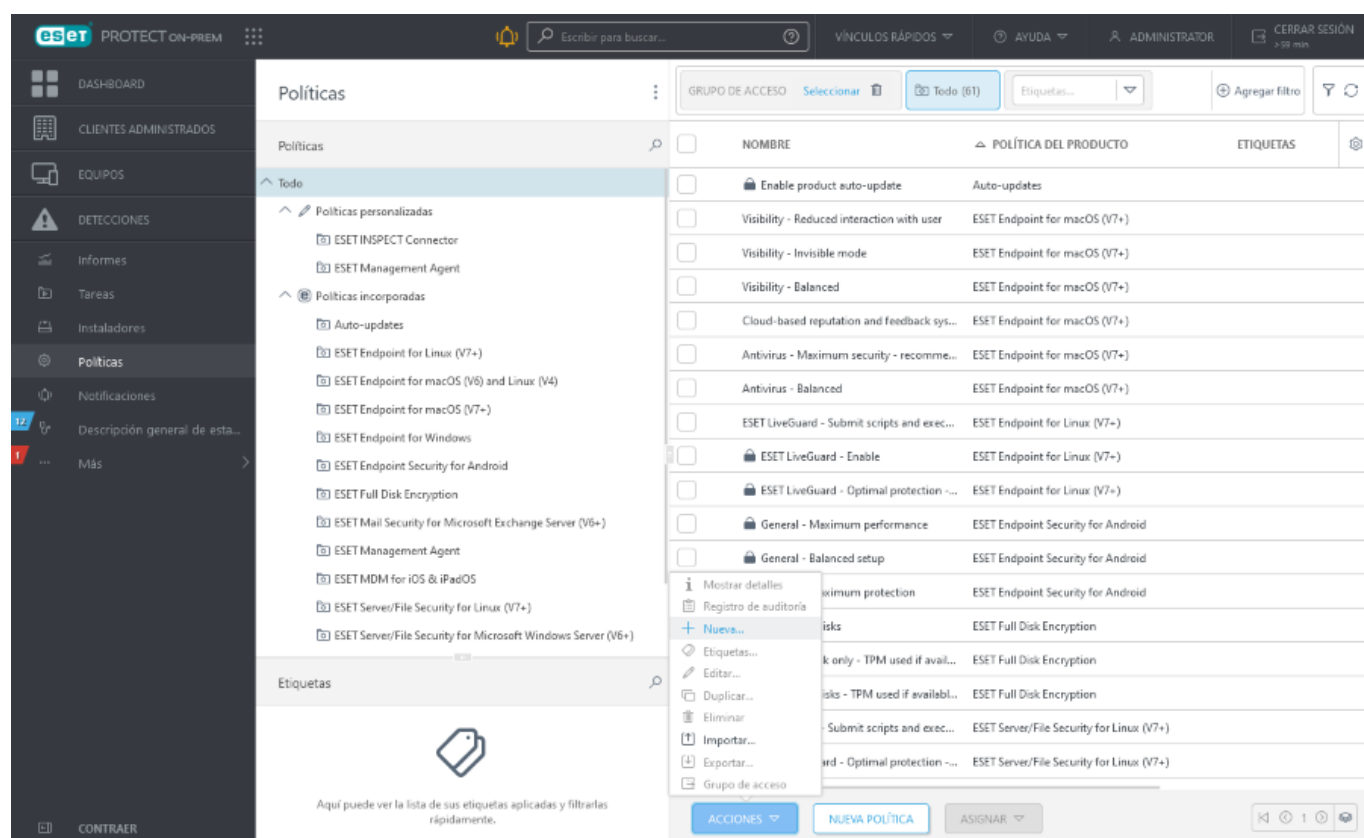 eset PROTECT ON-PREM
Escribir para buscar...
VÍNCULOS RÁPIDOS
AYUDA
ADMINISTRATOR
CERRAR SESIÓN
> 59 min
DASHBOARD
CLIENTES ADMINISTRADOS
EQUIPOS
DETECCIONES
Informes
Tareas
Instaladores
Políticas
Notificaciones
12
Descripción general de esta...
1
Más
CONTRAER
Políticas
Políticas
Todo
Políticas personalizadas
ESET INSPECT Connector
ESET Management Agent
Políticas incorporadas
Auto-updates
ESET Endpoint for Linux (V7+)
ESET Endpoint for macOS (V6) and Linux (V4)
ESET Endpoint for macOS (V7+)
ESET Endpoint for Windows
ESET Endpoint Security for Android
ESET Full Disk Encryption
ESET Mail Security for Microsoft Exchange Server (V6+)
ESET Management Agent
ESET MDM for iOS & iPadOS
ESET Server/File Security for Linux (V7+)
ESET Server/File Security for Microsoft Windows Server (V6+)
Etiquetas
Aquí puede ver la lista de sus etiquetas aplicadas y filtrarlas
rápidamente.
GRUPO DE ACCESO Seleccionar
Todo (61)
Etiquetas...
Agregar filtro
NOMBRE POLÍTICA DEL PRODUCTO ETIQUETAS
Enable product auto-update Auto-updates
Visibility - Reduced interaction with user ESET Endpoint for macOS (V7+)
Visibility - Invisible mode ESET Endpoint for macOS (V7+)
Visibility - Balanced ESET Endpoint for macOS (V7+)
Cloud-based reputation and feedback sys... ESET Endpoint for macOS (V7+)
Antivirus - Maximum security - recomme... ESET Endpoint for macOS (V7+)
Antivirus - Balanced ESET Endpoint for macOS (V7+)
ESET LiveGuard - Submit scripts and exec... ESET Endpoint for Linux (V7+)
ESET LiveGuard - Enable ESET Endpoint for Linux (V7+)
ESET LiveGuard - Optimal protection -... ESET Endpoint for Linux (V7+)
General - Maximum performance ESET Endpoint Security for Android
General - Balanced setup ESET Endpoint Security for Android
ximum protection ESET Endpoint Security for Android
isks ESET Full Disk Encryption
k only - TPM used if avail... ESET Full Disk Encryption
isks - TPM used if availabl... ESET Full Disk Encryption
- Submit scripts and exec... ESET Server/File Security for Linux (V7+)
ard - Optimal protection -... ESET Server/File Security for Linux (V7+)
Mostrar detalles
Registro de auditoría
Nueva...
Etiquetas...
Editar...
Duplicar...
Eliminar
Importar...
Exportar...
Grupo de acceso
ACCIONES
NUEVA POLÍTICA
ASIGNAR
1